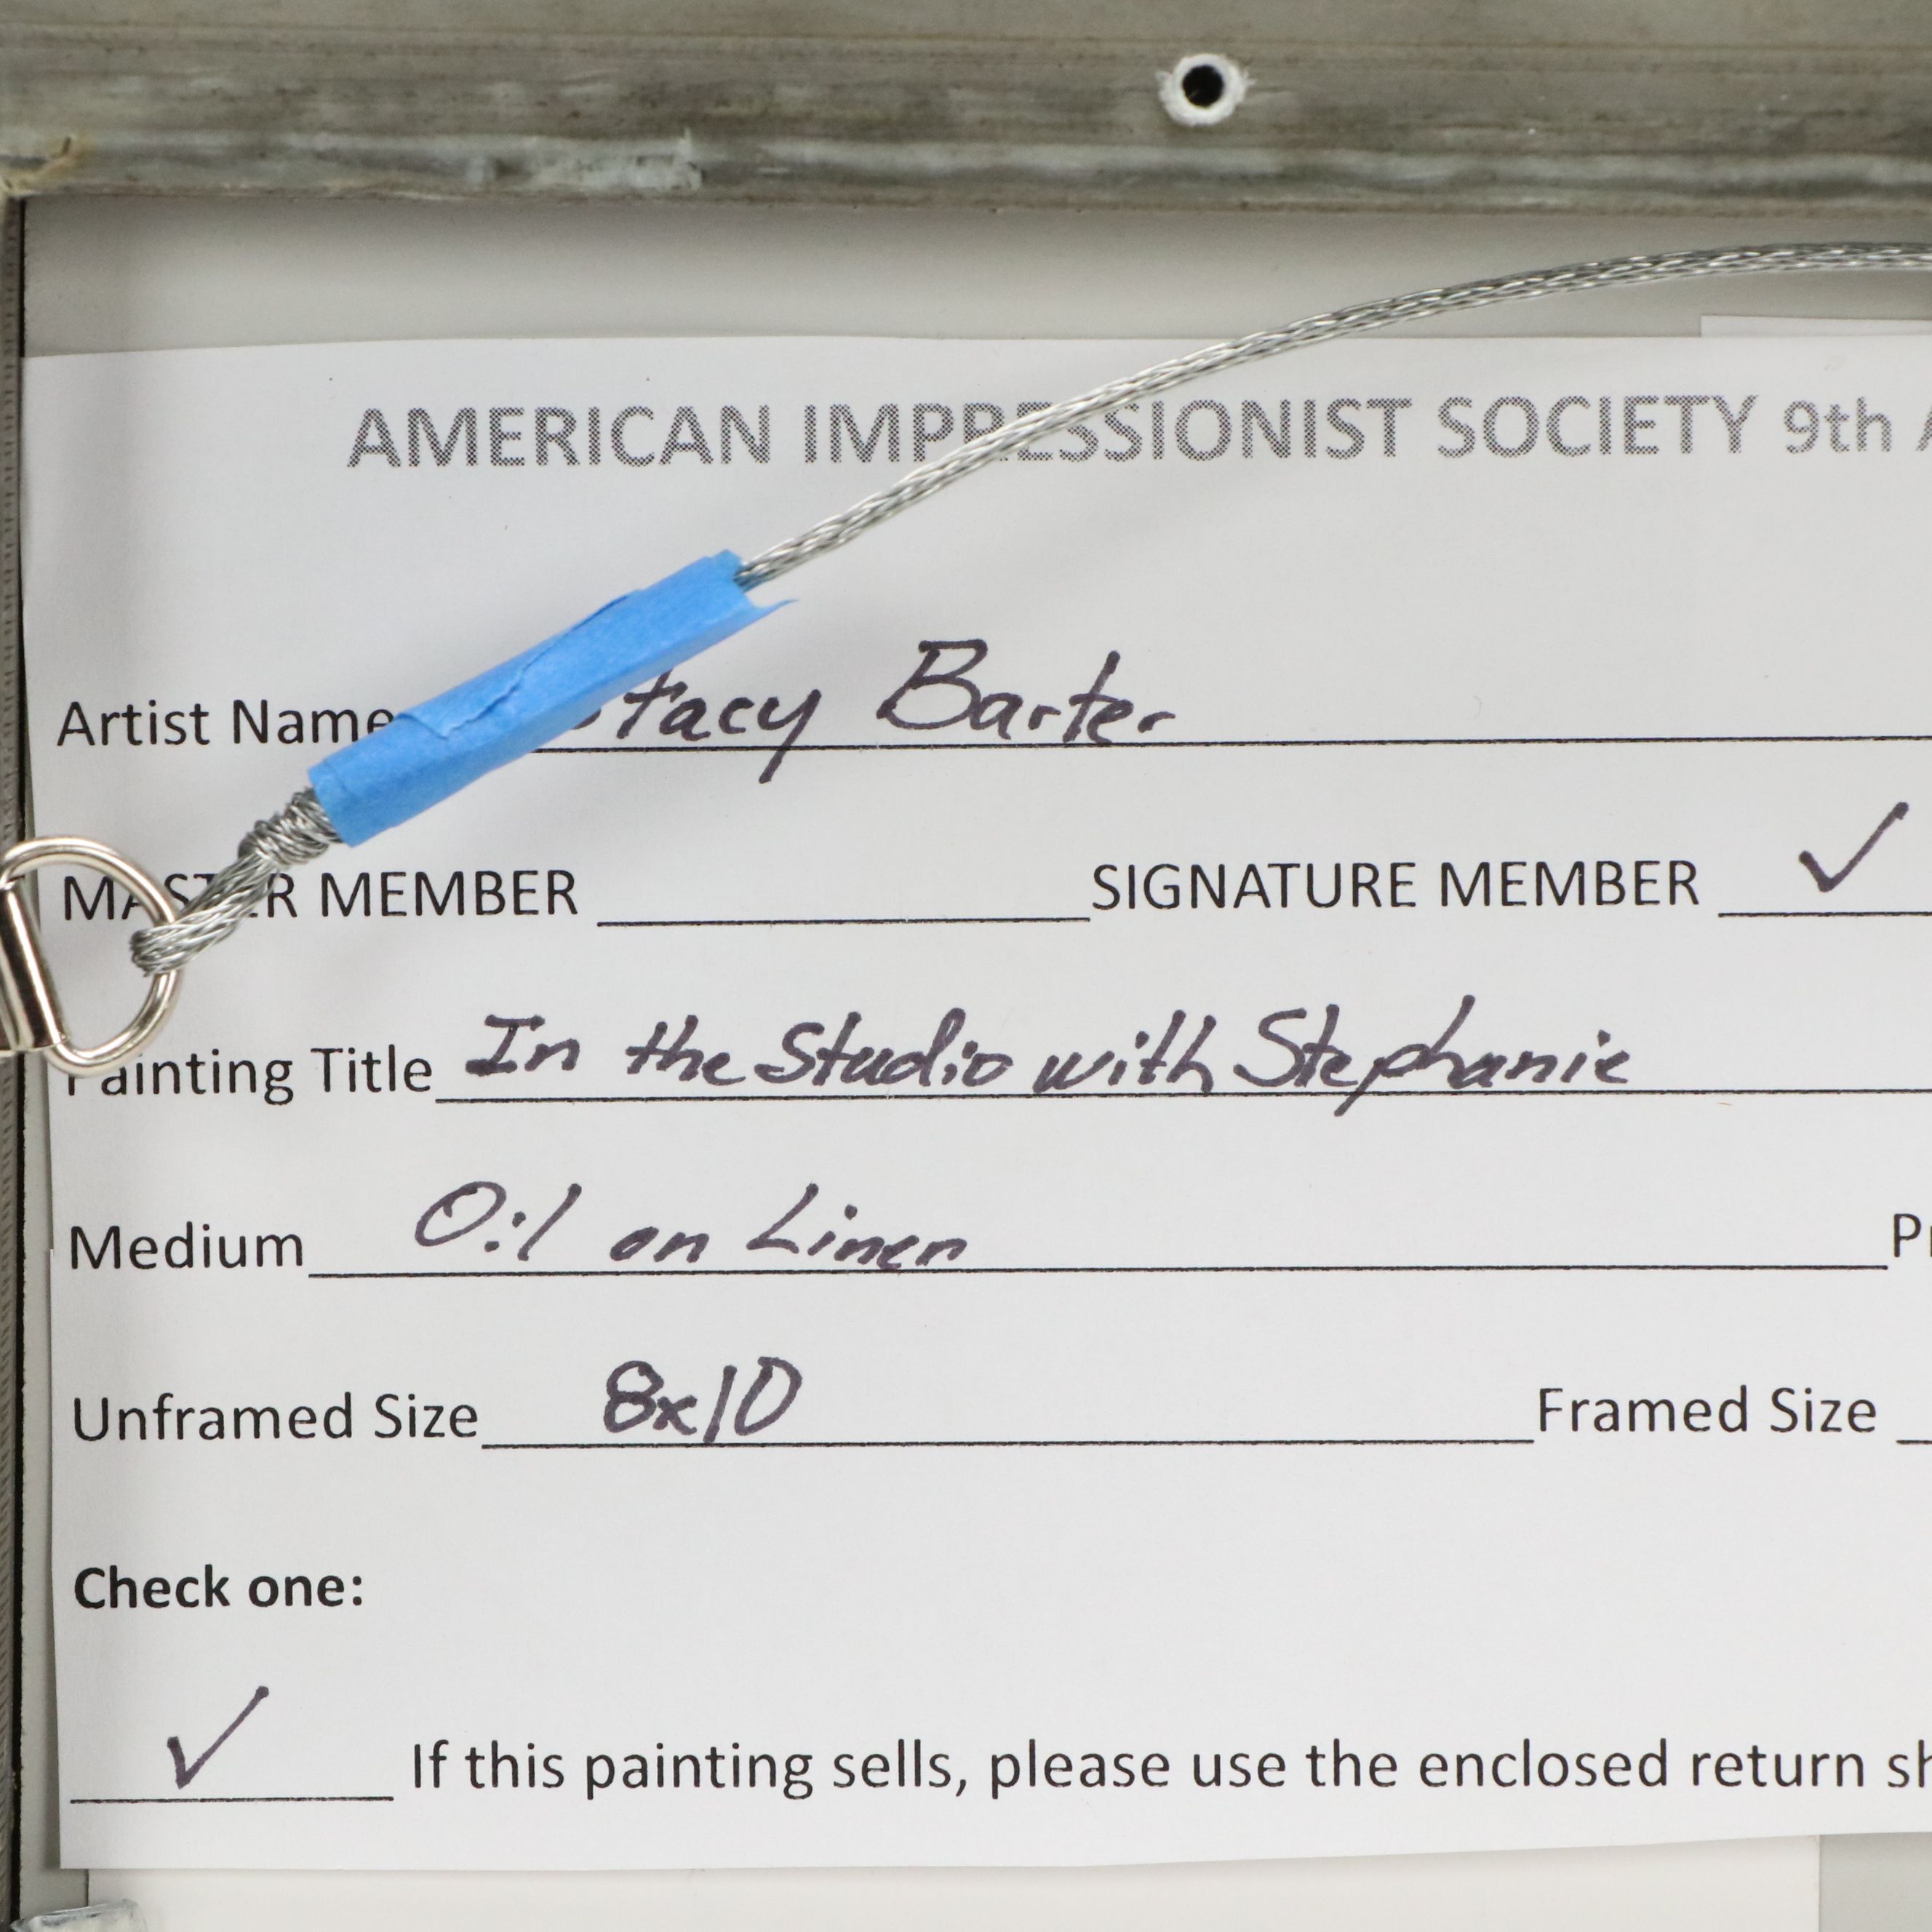 AMERICAN IMPRESSIONIST SOCIETY 9th
Artist Name Stacy Barter
MASTER MEMBER SIGNATURE MEMBER ✓
Painting Title In the Studio with Stephanie
Medium Oil on Linen
Unframed Size 8x10 Framed Size
Check one:
✓ If this painting sells, please use the enclosed return